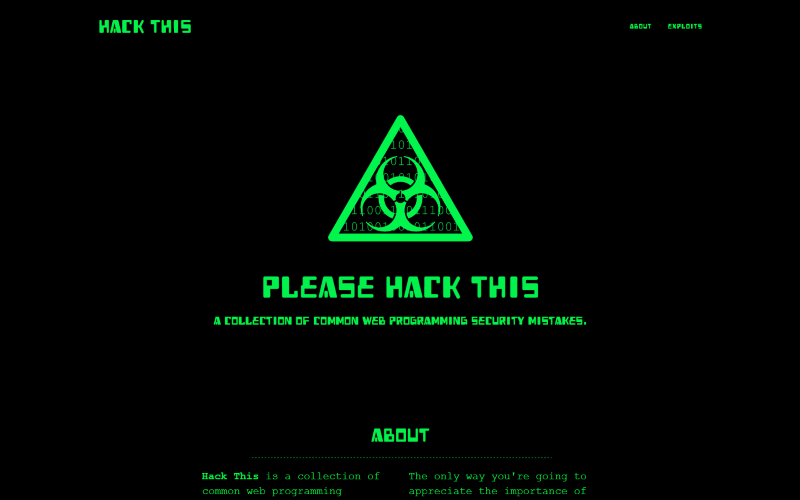 HACK THIS
ABOUT EXPLOITS
PLEASE HACK THIS
A COLLECTION OF COMMON WEB PROGRAMMING SECURITY MISTAKES.
ABOUT
Hack This is a collection of
common web programming
The only way you're going to
appreciate the importance of